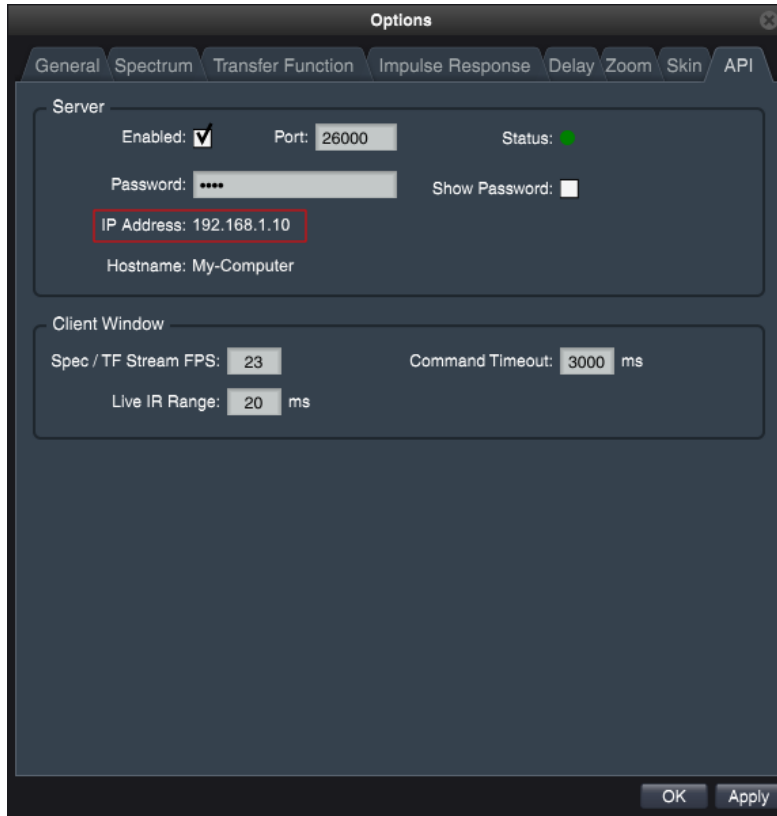 Options
General Spectrum Transfer Function Impulse Response Delay Zoom Skin API
Server
Enabled: Port: 26000 Status:
Password: •••• Show Password:
IP Address: 192.168.1.10
Hostname: My-Computer
Client Window
Spec / TF Stream FPS: 23 Command Timeout: 3000 ms
Live IR Range: 20 ms
OK Apply